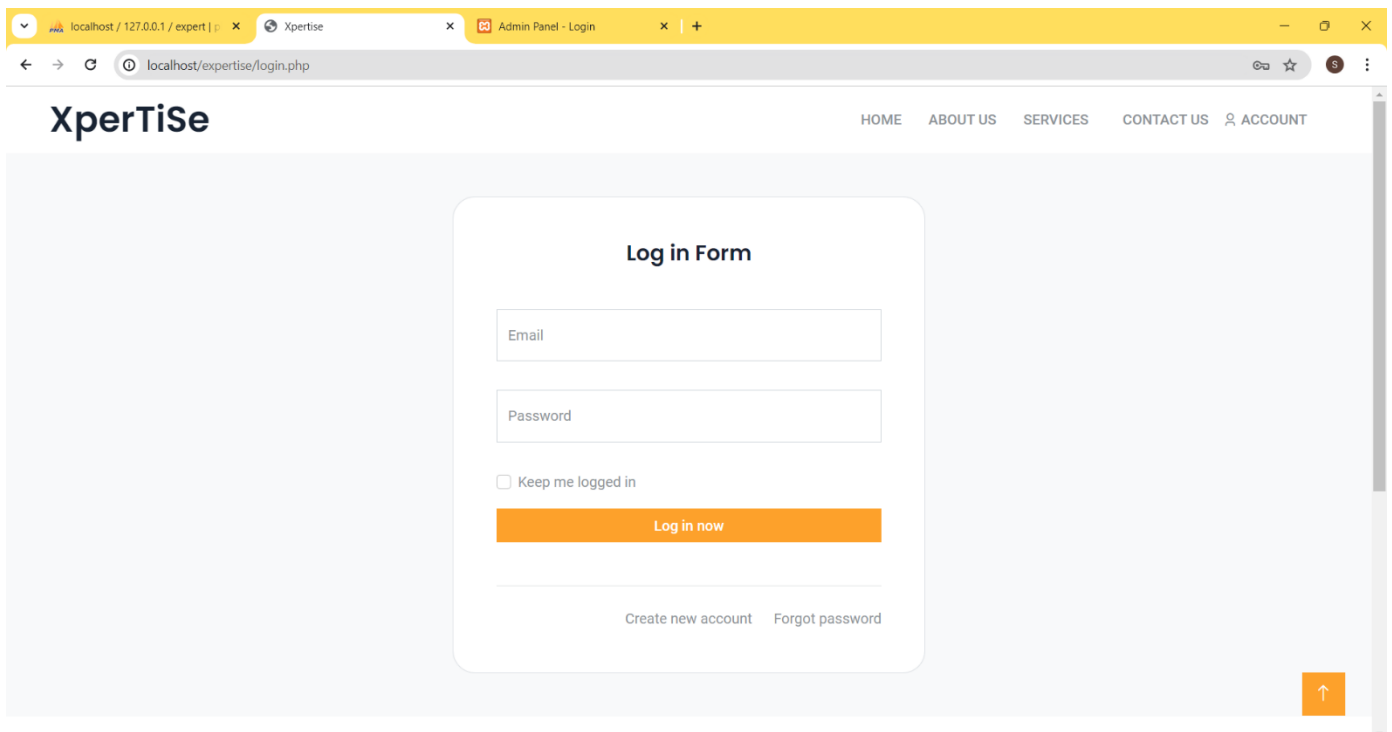 localhost / 127.0.0.1 / expert | p
Xpertise
Admin Panel - Login
localhost/expertise/login.php
S
XperTiSe
HOME ABOUT US SERVICES CONTACT US ACCOUNT
Log in Form
Email
Password
Keep me logged in
Log in now
Create new account Forgot password